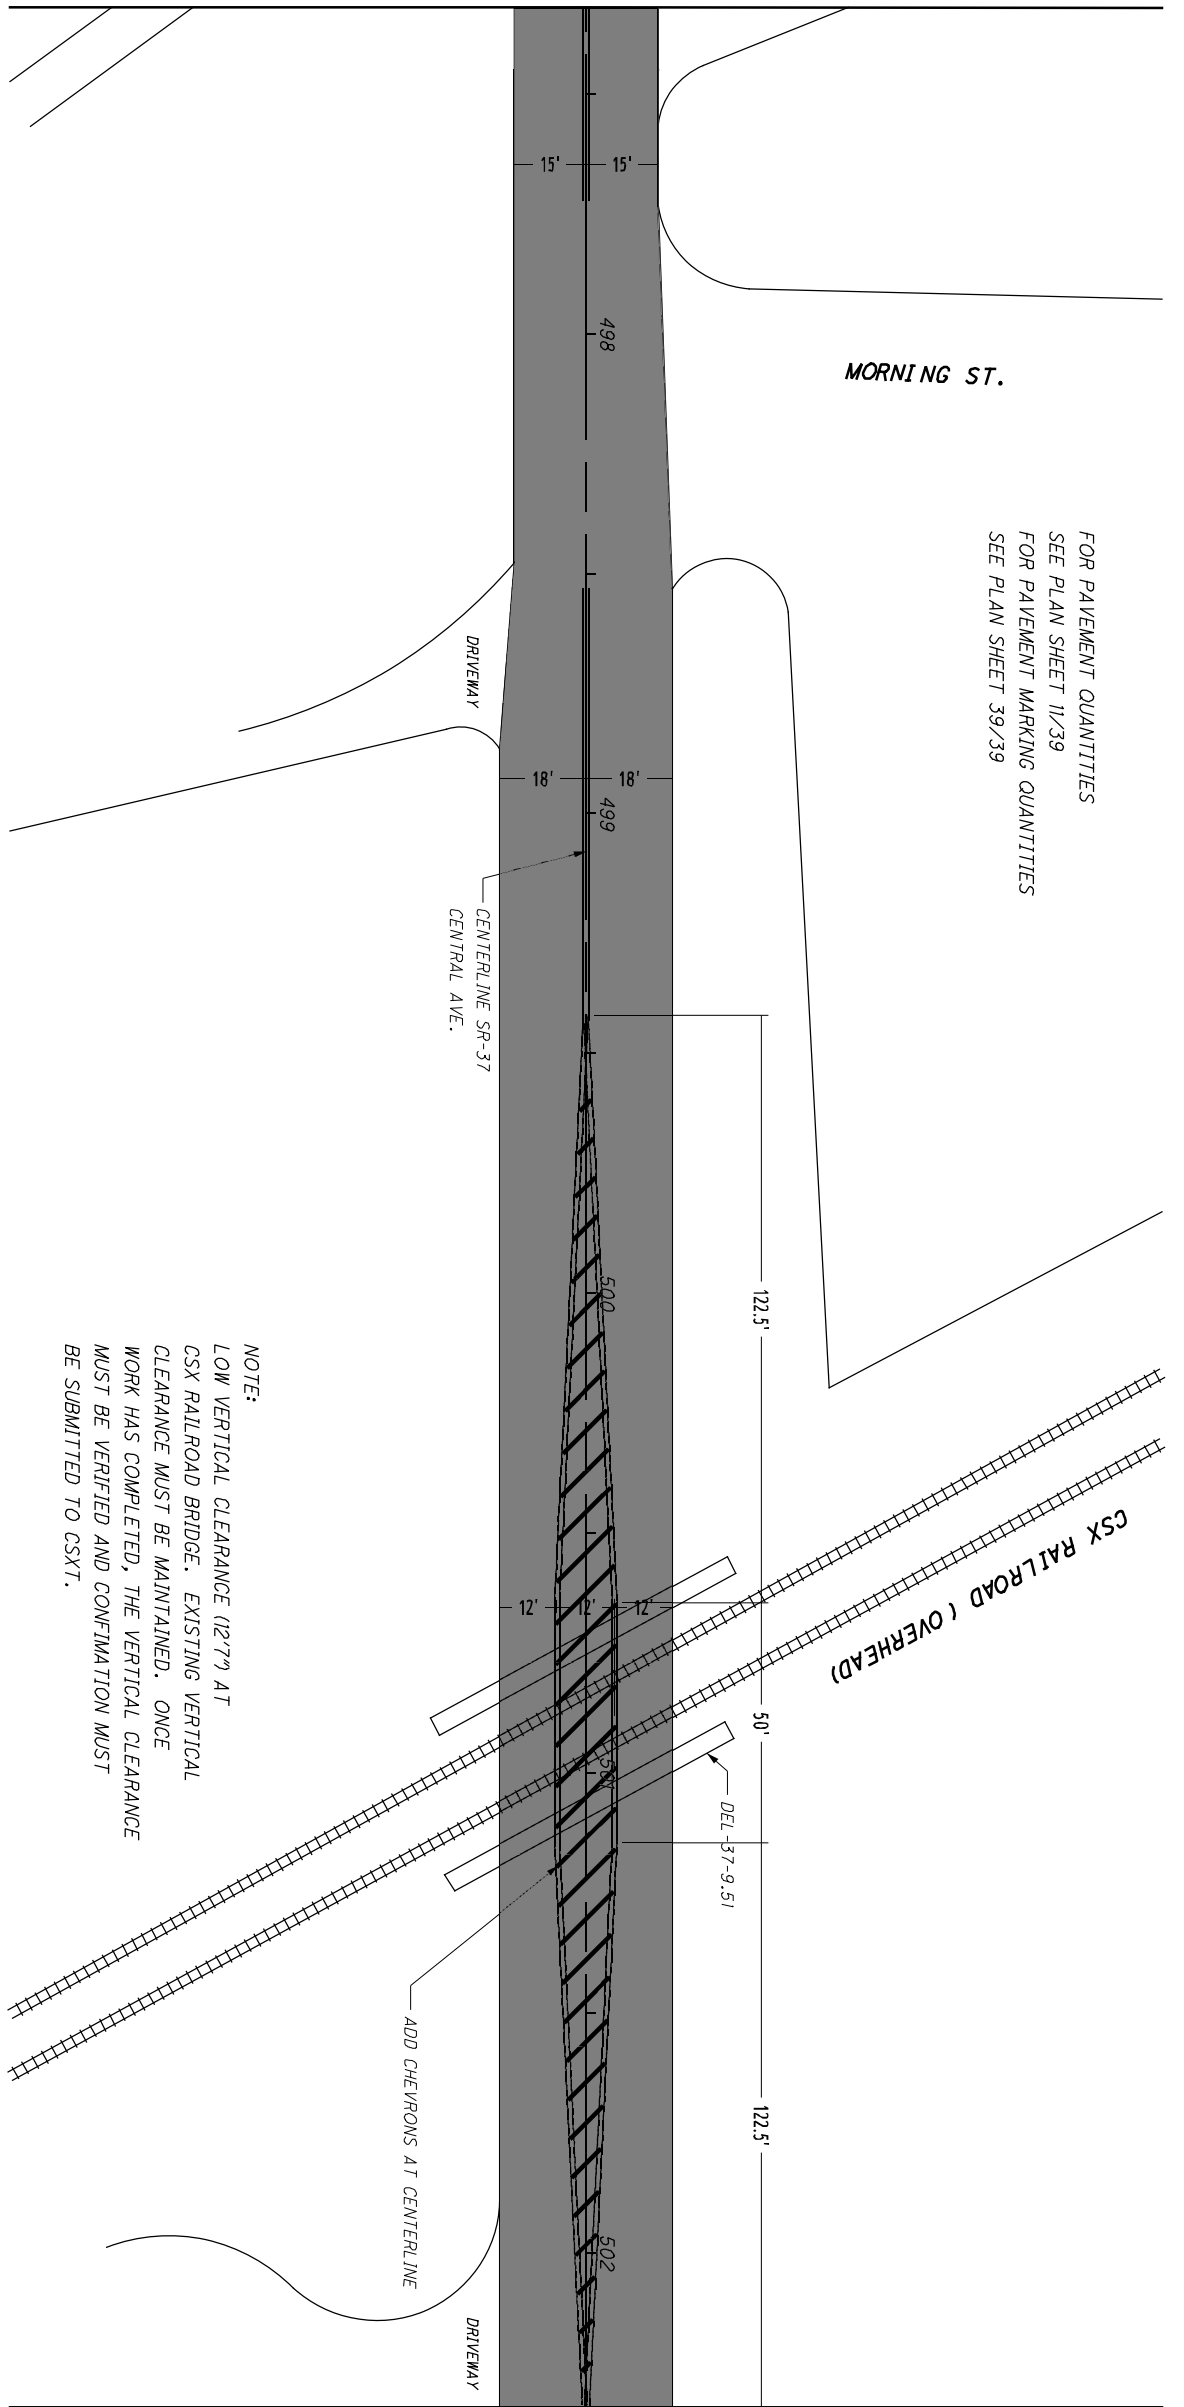 15'
15'
498
MORNING ST.
FOR PAVEMENT QUANTITIES
SEE PLAN SHEET 11/39
FOR PAVEMENT MARKING QUANTITIES
SEE PLAN SHEET 39/39
DRIVEWAY
18'
18'
499
CENTERLINE SR-37
CENTRAL AVE.
500
122.5'
NOTE:
LOW VERTICAL CLEARANCE (12'7") AT
CSX RAILROAD BRIDGE. EXISTING VERTICAL
CLEARANCE MUST BE MAINTAINED. ONCE
WORK HAS COMPLETED, THE VERTICAL CLEARANCE
MUST BE VERIFIED AND CONFIMATION MUST
BE SUBMITTED TO CSXT.
CSX RAILROAD (OVERHEAD)
12'
12'
12'
50'
501
DEL-37-9.51
ADD CHEVRONS AT CENTERLINE
122.5'
502
DRIVEWAY